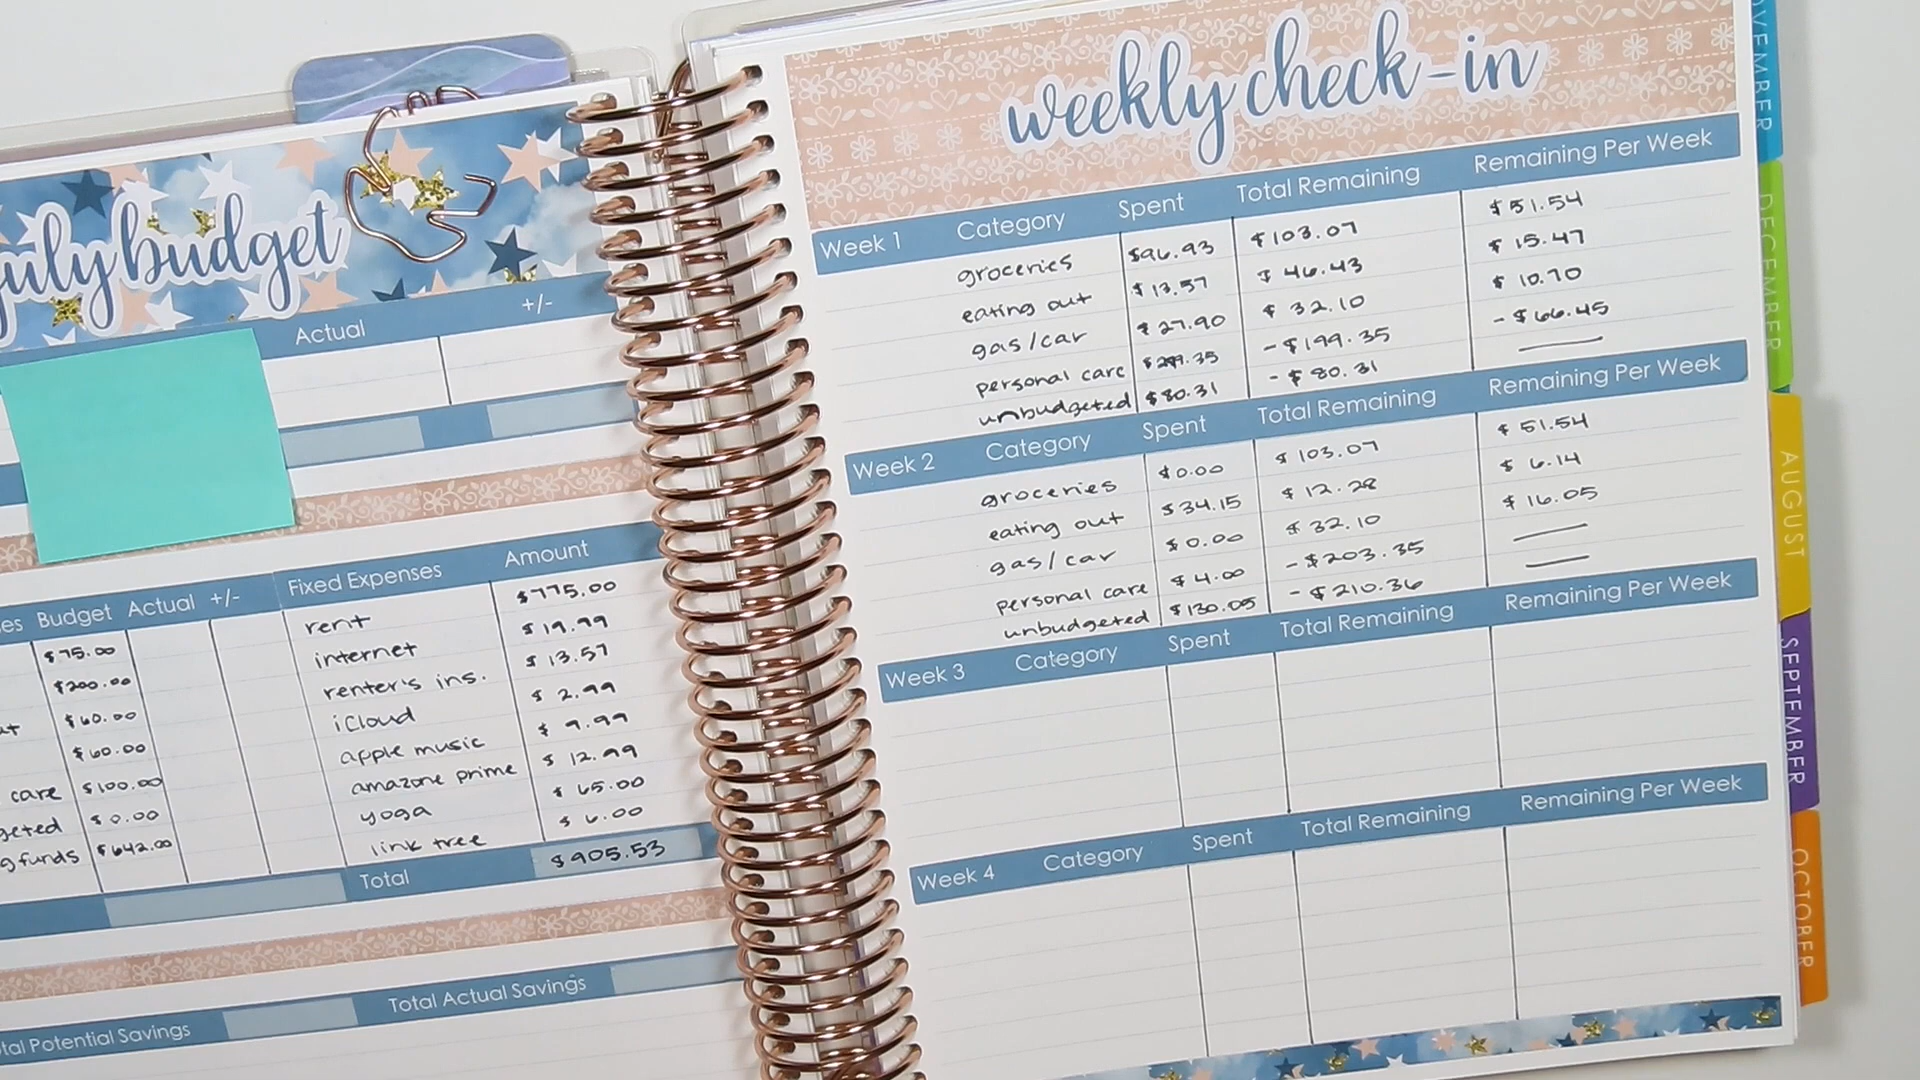 july budget
Actual +/-
es Budget Actual +/-
$75.00
$200.00
$60.00
$60.00
care $100.00
geted $0.00
g funds $642.00
Fixed Expenses Amount
rent $775.00
internet $19.99
renter's ins. $13.57
iCloud $2.99
apple music $9.99
amazone prime $12.99
yoga $65.00
link tree $6.00
Total $905.53
Total Actual Savings
tal Potential Savings
weekly check-in
Week 1 Category Spent Total Remaining Remaining Per Week
groceries $96.93 $103.07 $51.54
eating out $13.57 $46.43 $15.47
gas/car $27.90 $32.10 $10.70
personal care -$199.35 -$66.45
unbudgeted $80.31 -$80.31
Week 2 Category Spent Total Remaining Remaining Per Week
groceries $0.00 $103.07 $51.54
eating out $34.15 $12.28 $6.14
gas/car $0.00 $32.10 $16.05
personal care $4.00 -$203.35
unbudgeted $130.05 -$210.36
Week 3 Category Spent Total Remaining Remaining Per Week
Week 4 Category Spent Total Remaining Remaining Per Week
OVEMBER
DECEMBER
AUGUST
SEPTEMBER
OCTOBER